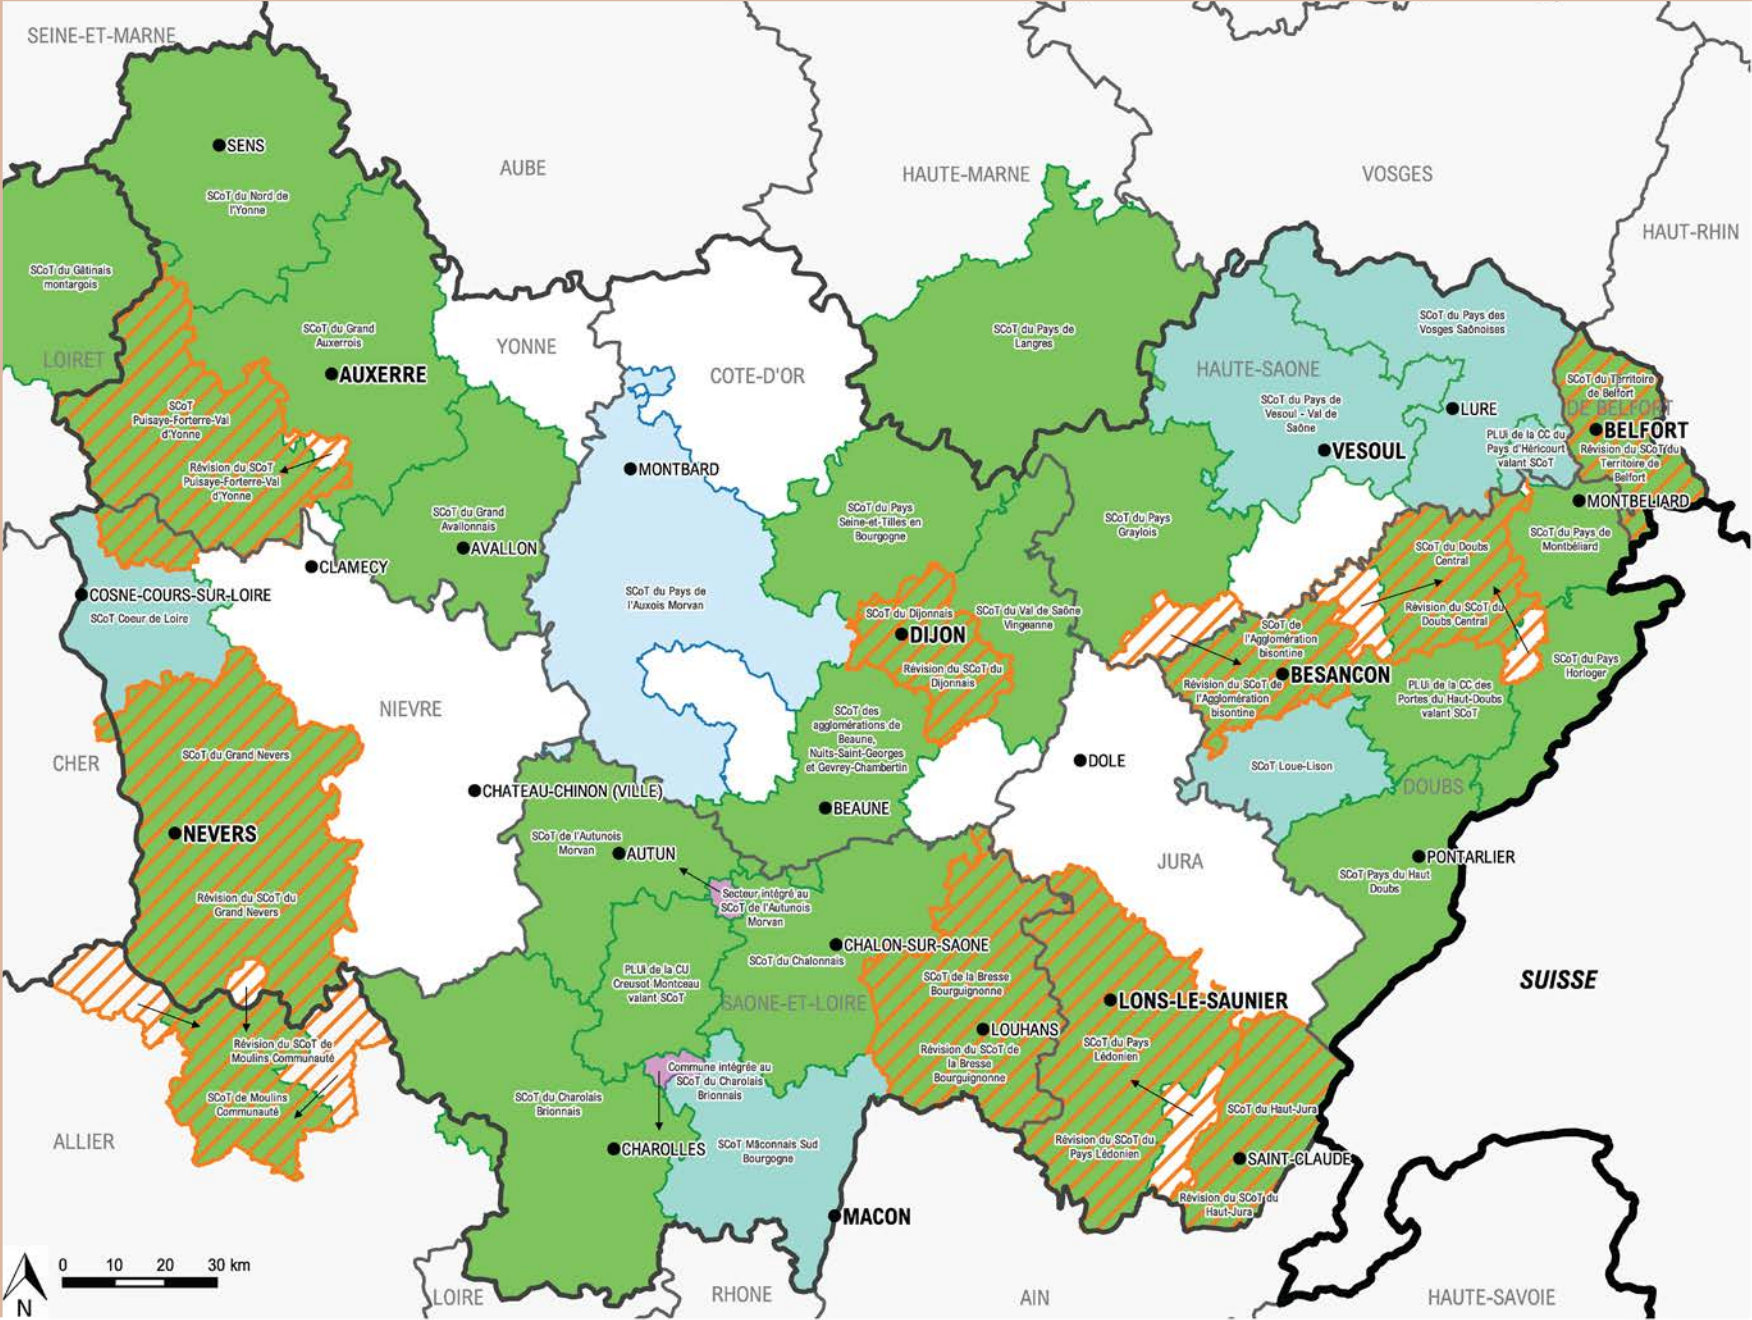 SEINE-ET-MARNE
AUBE
HAUTE-MARNE
VOSGES
HAUT-RHIN
SENS
SCoT du Nord de
l'Yonne
SCoT du Gâtinais
montargois
LOIRET
SCoT du Grand
Auxerrois
AUXERRE
YONNE
COTE-D'OR
SCoT du Pays de
Langres
HAUTE-SAONE
SCoT du Pays des
Vosges Saônoises
SCoT du Pays de
Vesoul - Val de
Saône
LURE
VESOUL
PLUi de la CC du
Pays d'Héricourt
valant SCoT
SCoT du Territoire
de Belfort
DE BELFORT
BELFORT
Révision du SCoT du
Territoire de
Belfort
MONTBELIARD
SCoT
Puisaye-Forterre-Val
d'Yonne
Révision du SCoT
Puisaye-Forterre-Val
d'Yonne
MONTBARD
SCoT du Grand
Avallonnais
AVALLON
CLAMECY
SCoT du Pays
Seine-et-Tilles en
Bourgogne
SCoT du Pays
Graylois
SCoT du Doubs
Central
SCoT du Pays de
Montbéliard
COSNE-COURS-SUR-LOIRE
SCoT Coeur de Loire
SCoT du Pays de
l'Auxois Morvan
SCoT du Dijonnais
DIJON
Révision du SCoT du
Dijonnais
SCoT du Val de Saône
Vingeanne
SCoT de
l'Agglomération
bisontine
Révision du SCoT du
Doubs Central
BESANCON
Révision du SCoT de
l'Agglomération
bisontine
SCoT du Pays
Horloger
PLUi de la CC des
Portes du Haut-Doubs
valant SCoT
NIEVRE
SCoT des
agglomérations de
Beaune,
Nuits-Saint-Georges
et Gevrey-Chambertin
CHER
SCoT du Grand Nevers
CHATEAU-CHINON (VILLE)
BEAUNE
DOLE
SCoT Loue-Lison
DOUBS
NEVERS
SCoT de l'Autunois
Morvan
AUTUN
JURA
PONTARLIER
SCoT Pays du Haut
Doubs
Révision du SCoT du
Grand Nevers
Secteur intégré au
SCoT de l'Autunois
Morvan
CHALON-SUR-SAONE
SCoT du Chalonnais
PLUi de la CU
Creusot Montceau
valant SCoT
SAONE-ET-LOIRE
SCoT de la Bresse
Bourguignonne
LONS-LE-SAUNIER
SUISSE
LOUHANS
Révision du SCoT de
la Bresse
Bourguignonne
SCoT du Pays
Lédonien
Révision du SCoT de
Moulins Communauté
SCoT de Moulins
Communauté
Commune intégrée au
SCoT du Charolais
Brionnais
SCoT du Charolais
Brionnais
SCoT du Haut-Jura
ALLIER
CHAROLLES
SCoT Mâconnais Sud
Bourgogne
Révision du SCoT du
Pays Lédonien
SAINT-CLAUDE
Révision du SCoT du
Haut-Jura
MACON
0 10 20 30 km
N
LOIRE
RHONE
AIN
HAUTE-SAVOIE